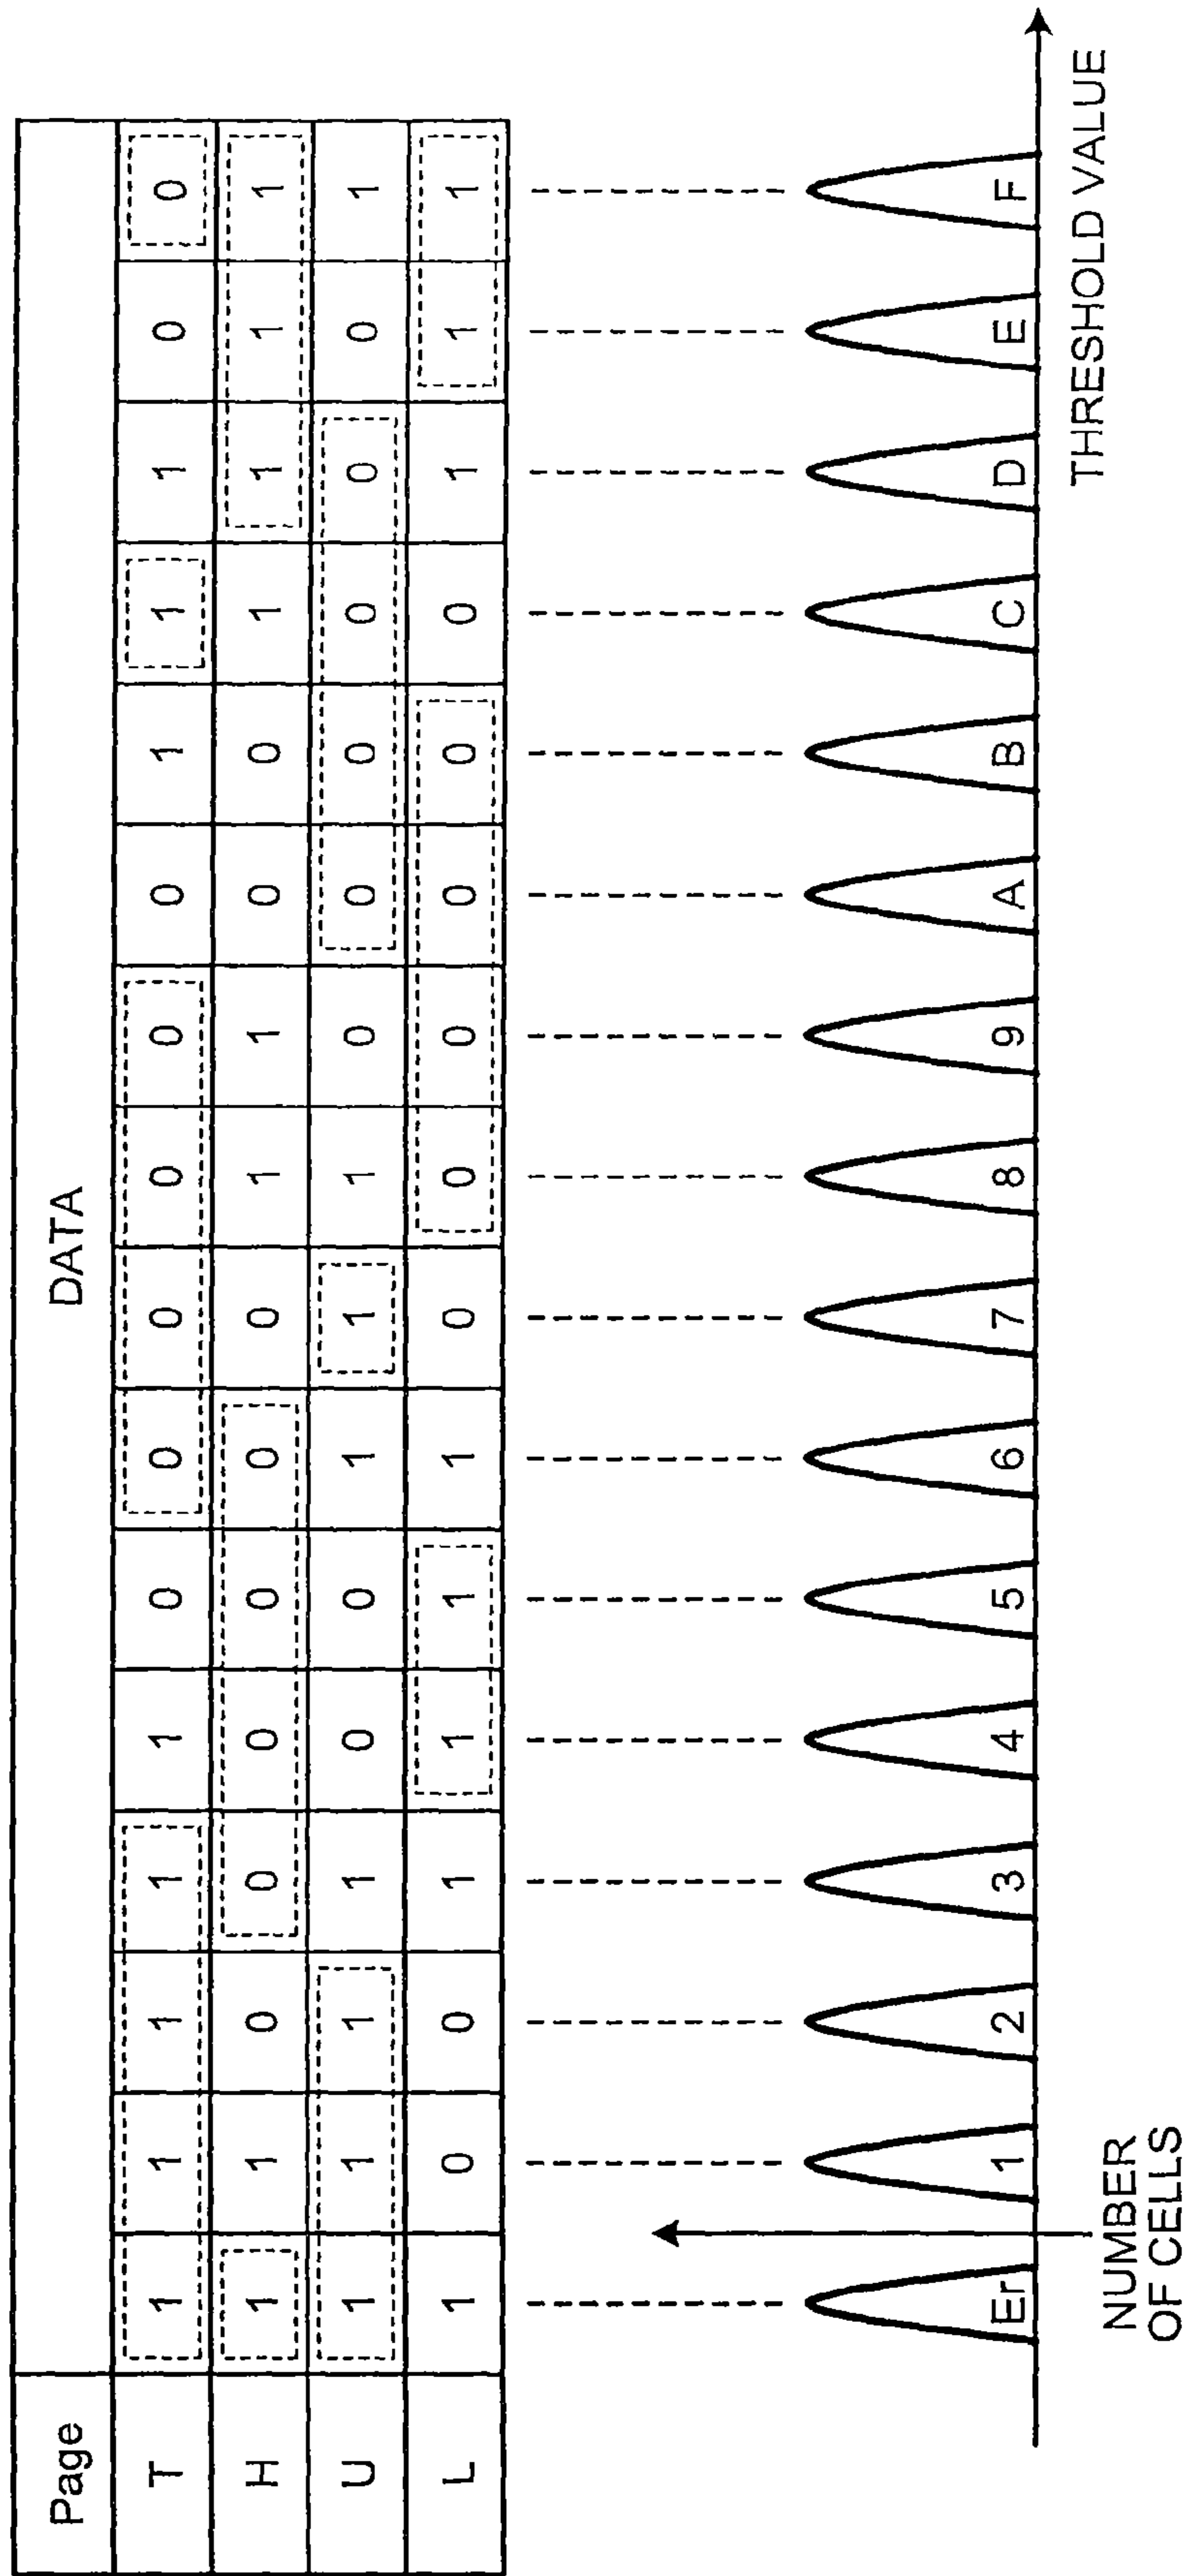 DATA
Page
T 1 1 1 1 1 0 0 0 0 0 0 1 1 1 0 0
H 1 1 0 0 0 0 0 0 1 1 0 0 1 1 1 1
U 1 1 1 1 0 0 1 1 1 0 0 0 0 0 0 1
L 1 0 0 1 1 1 1 0 0 0 0 0 0 1 1 1
Er 1 2 3 4 5 6 7 8 9 A B C D E F
NUMBER
OF CELLS
THRESHOLD VALUE